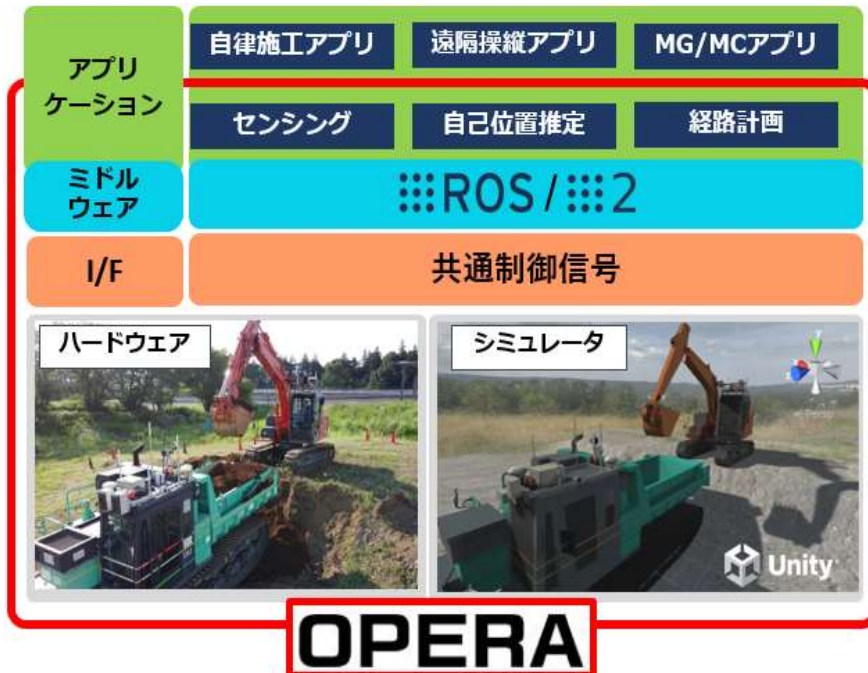 アプリ
ケーション
自律施工アプリ
遠隔操縦アプリ
MG/MCアプリ
センシング
自己位置推定
経路計画
ミドル
ウェア
ROS / 2
I/F
共通制御信号
ハードウェア
シミュレータ
Unity
OPERA